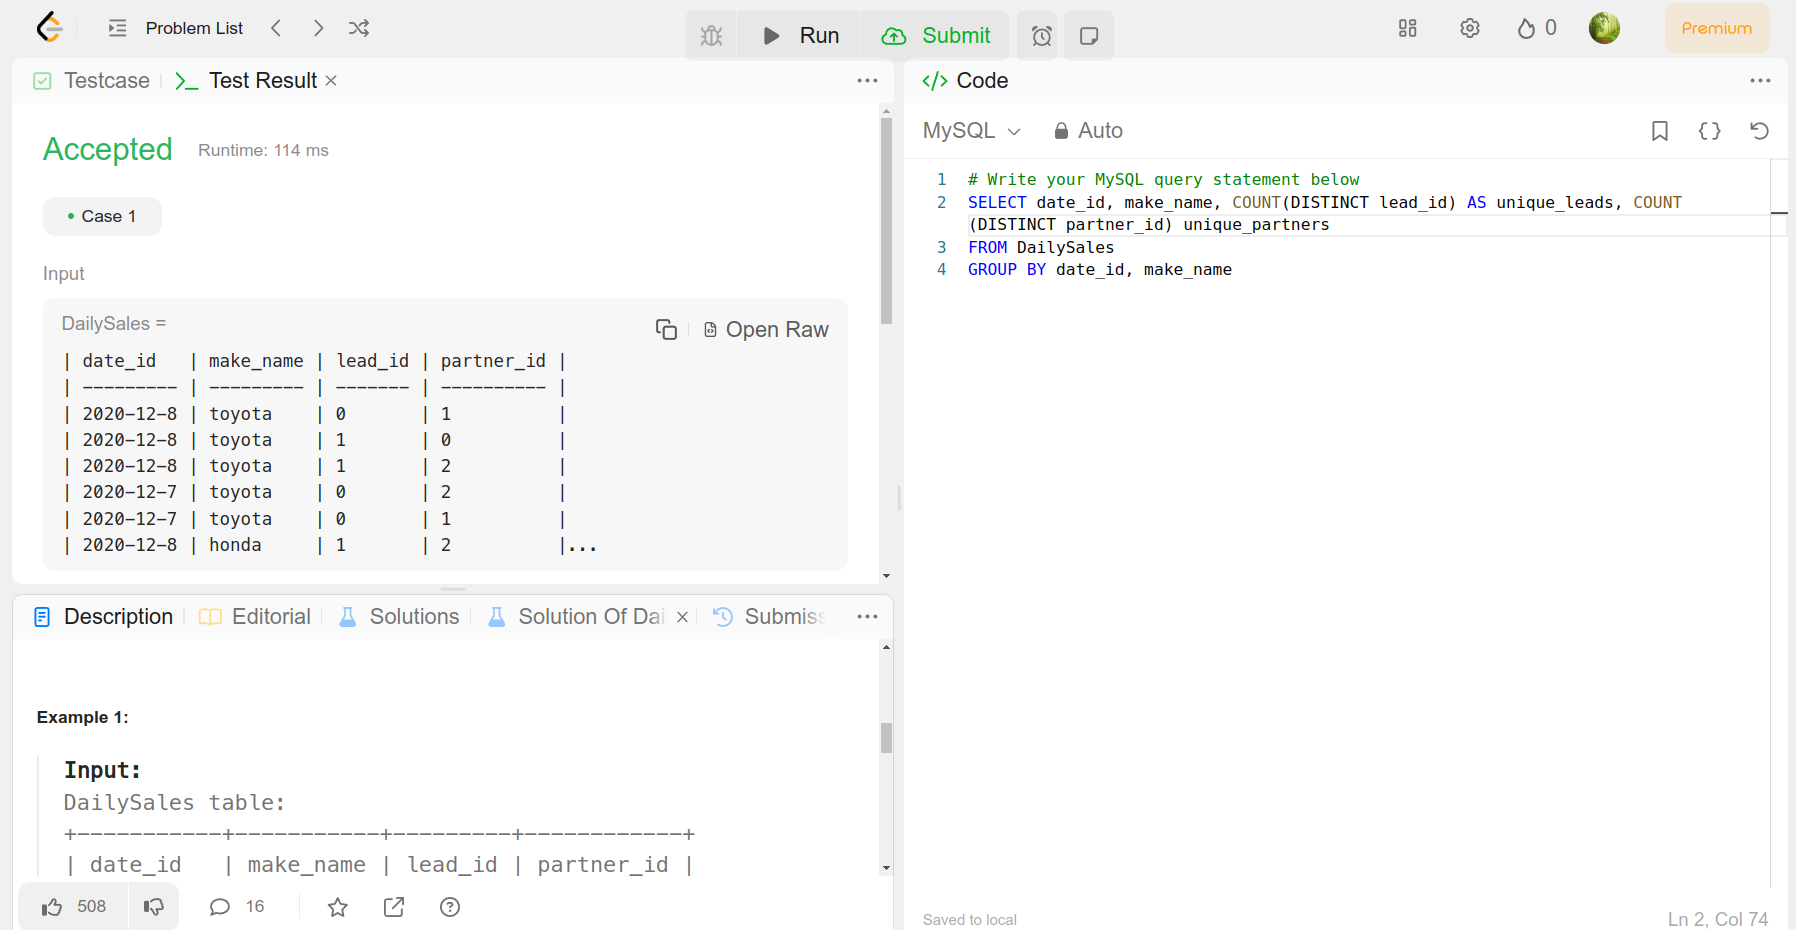 Problem List
Run
Submit
0
Premium
Testcase
Test Result
Accepted
Runtime: 114 ms
Case 1
Input
DailySales =
Open Raw
| date_id   | make_name | lead_id | partner_id |
| --------- | --------- | ------- | ---------- |
| 2020-12-8 | toyota    | 0       | 1          |
| 2020-12-8 | toyota    | 1       | 0          |
| 2020-12-8 | toyota    | 1       | 2          |
| 2020-12-7 | toyota    | 0       | 2          |
| 2020-12-7 | toyota    | 0       | 1          |
| 2020-12-8 | honda     | 1       | 2          |...
Description
Editorial
Solutions
Solution Of Dai
Submiss
Example 1:
Input:
DailySales table:
+-----------+-----------+---------+------------+
| date_id   | make_name | lead_id | partner_id |
508
16
</> Code
MySQL
Auto
{}
1 # Write your MySQL query statement below
2 SELECT date_id, make_name, COUNT(DISTINCT lead_id) AS unique_leads, COUNT
(DISTINCT partner_id) unique_partners
3 FROM DailySales
4 GROUP BY date_id, make_name
Saved to local
Ln 2, Col 74